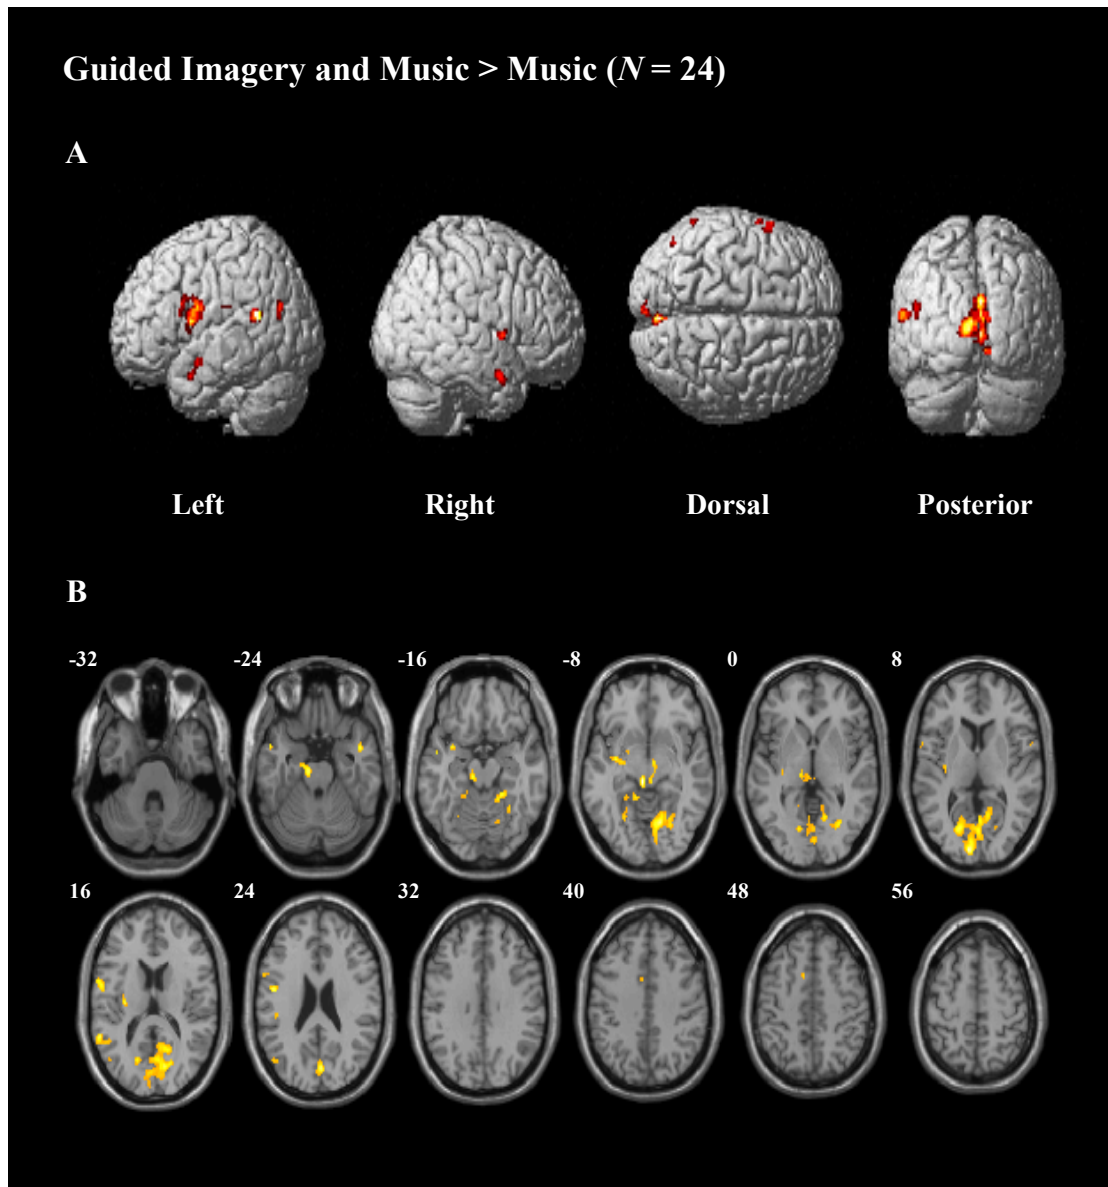 Guided Imagery and Music > Music (N = 24)
A
Left Right Dorsal Posterior
B
-32 -24 -16 -8 0 8
16 24 32 40 48 56